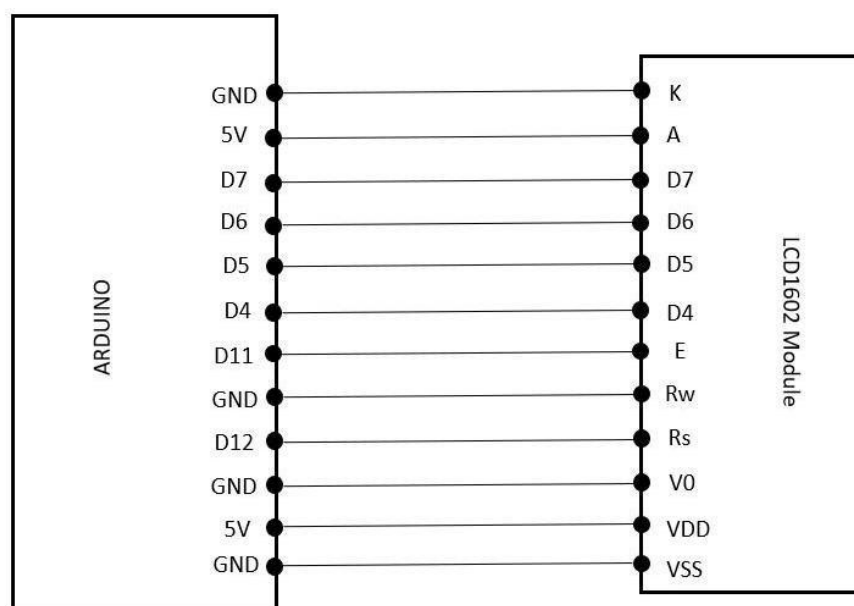 GND K
5V A
D7 D7
D6 D6
D5 D5
D4 D4
D11 E
GND Rw
D12 Rs
GND V0
5V VDD
GND VSS
ARDUINO
LCD1602 Module